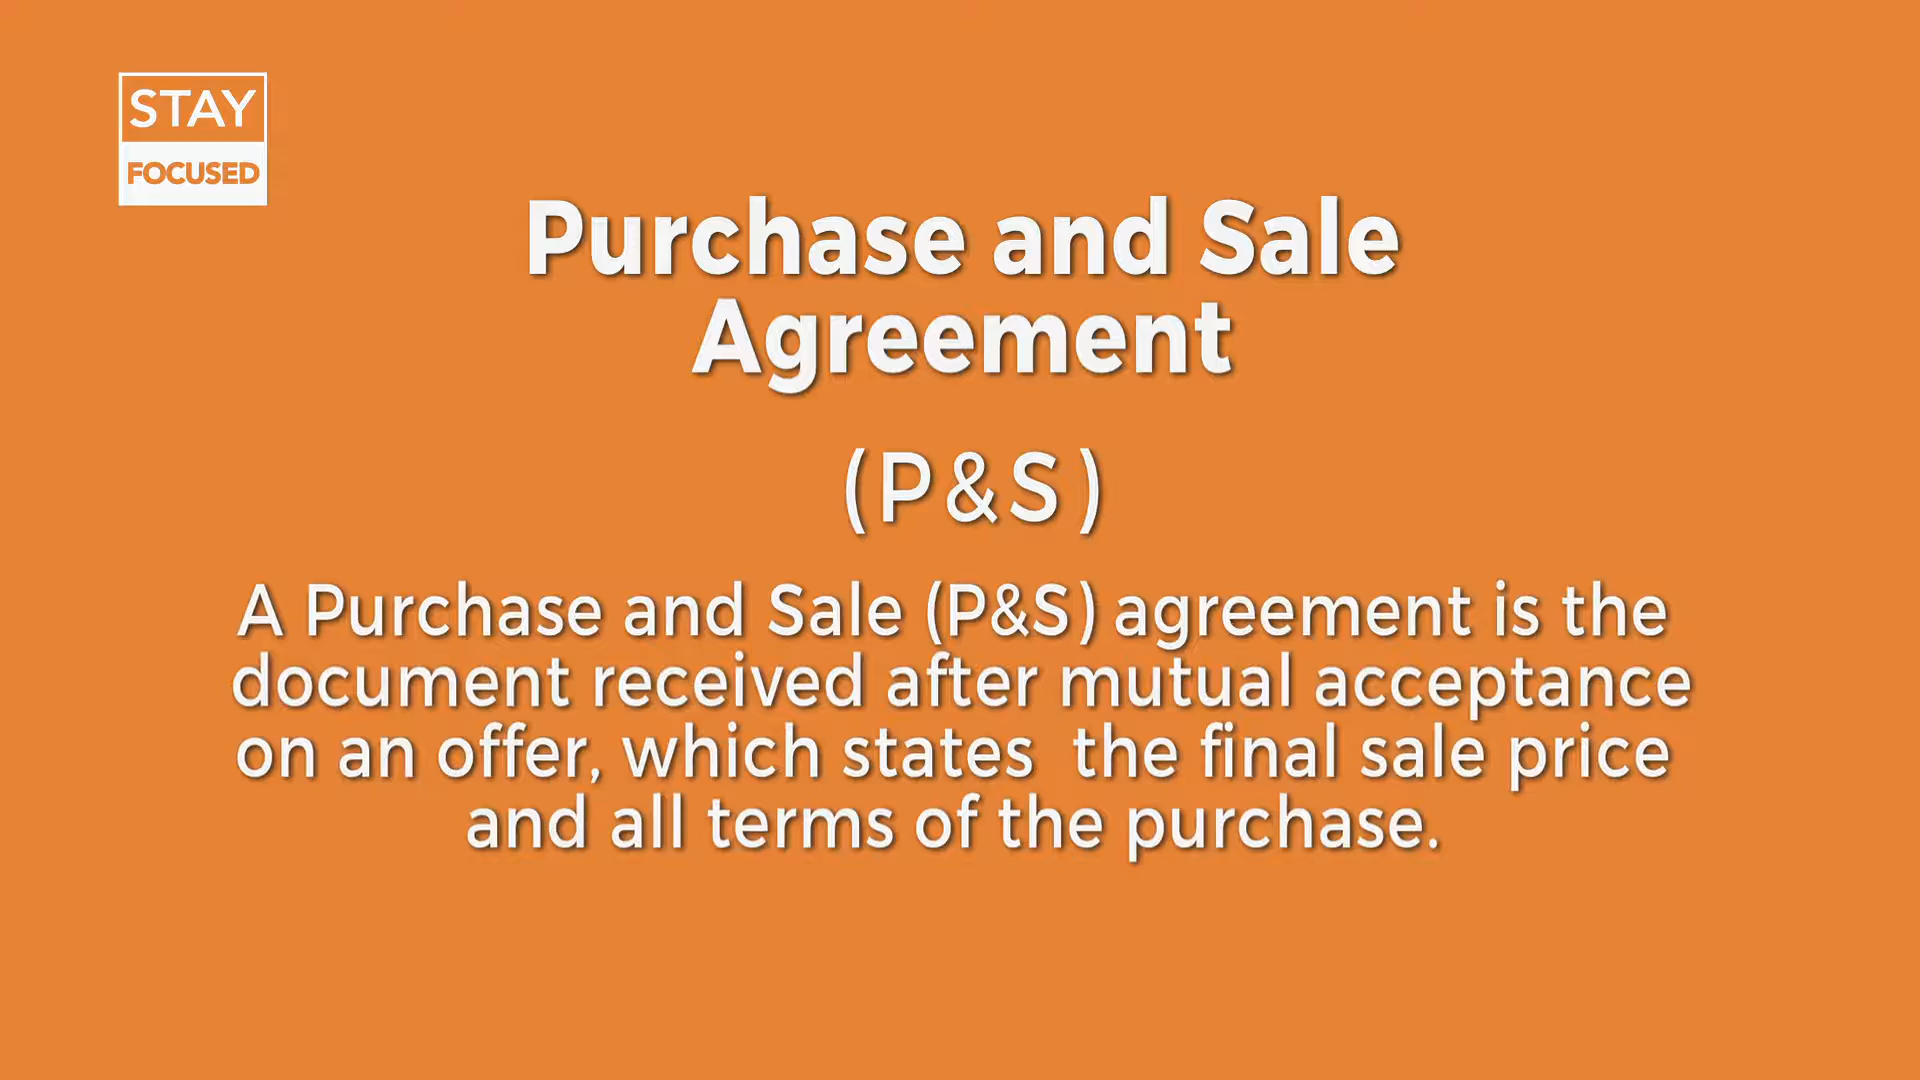 STAY
FOCUSED
Purchase and Sale
Agreement
(P&S)
A Purchase and Sale (P&S) agreement is the
document received after mutual acceptance
on an offer, which states  the final sale price
and all terms of the purchase.